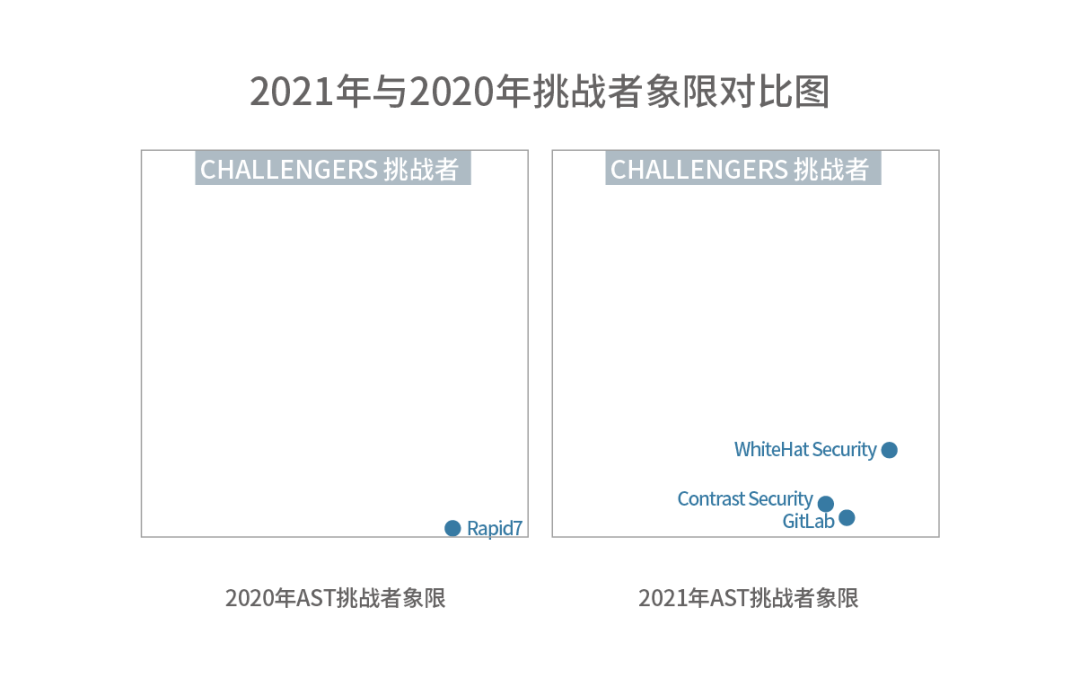 2021年与2020年挑战者象限对比图
CHALLENGERS 挑战者
Rapid7
2020年AST挑战者象限
CHALLENGERS 挑战者
WhiteHat Security
Contrast Security
GitLab
2021年AST挑战者象限